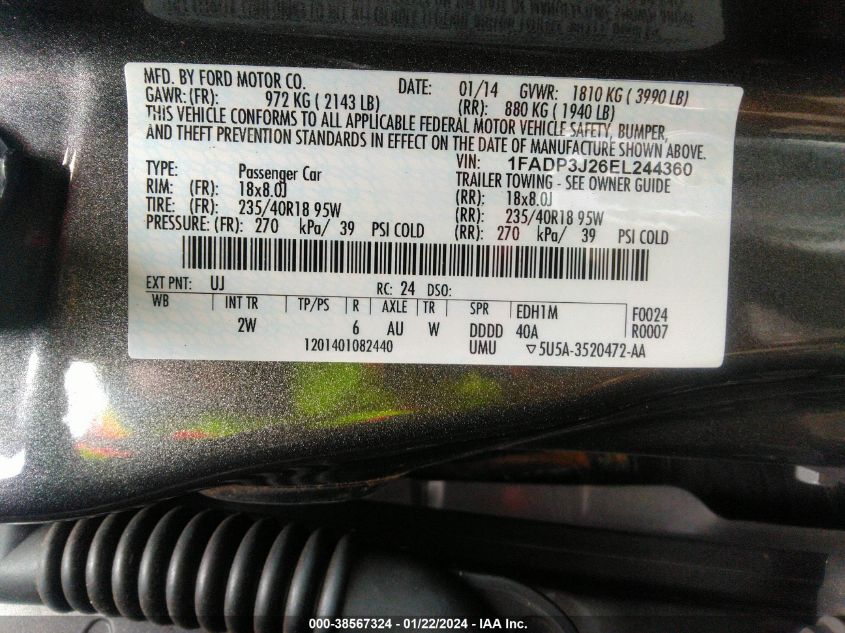 MFD. BY FORD MOTOR CO. DATE: 01/14 GVWR: 1810 KG ( 3990 LB)
GAWR:(FR): 972 KG ( 2143 LB) (RR): 880 KG ( 1940 LB)
THIS VEHICLE CONFORMS TO ALL APPLICABLE FEDERAL MOTOR VEHICLE SAFETY, BUMPER,
AND THEFT PREVENTION STANDARDS IN EFFECT ON THE DATE OF MANUFACTURE SHOWN ABOVE.
VIN: 1FADP3J26EL244360
TYPE: Passenger Car TRAILER TOWING - SEE OWNER GUIDE
RIM: (FR): 18x8.0J (RR): 18x8.0J
TIRE: (FR): 235/40R18 95W (RR): 235/40R18 95W
PRESSURE: (FR): 270 kPa/ 39 PSI COLD (RR): 270 kPa/ 39 PSI COLD
EXT PNT: UJ RC: 24 DSO:
WB INT TR TP/PS R AXLE TR SPR EDH1M F0024
2W 6 AU W DDDD 40A R0007
1201401082440 UMU ▽5U5A-3520472-AA
000-38567324 - 01/22/2024 - IAA Inc.